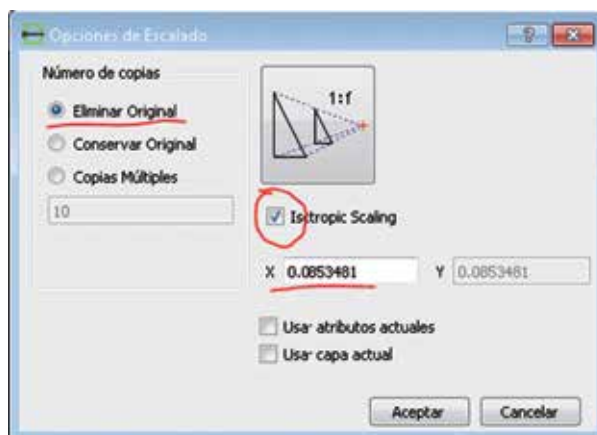 Opciones de Escalado
Número de copias
Eliminar Original
Conservar Original
Copias Múltiples
10
1:f
Isotropic Scaling
X 0.0853481 Y 0.0853481
Usar atributos actuales
Usar capa actual
Aceptar Cancelar